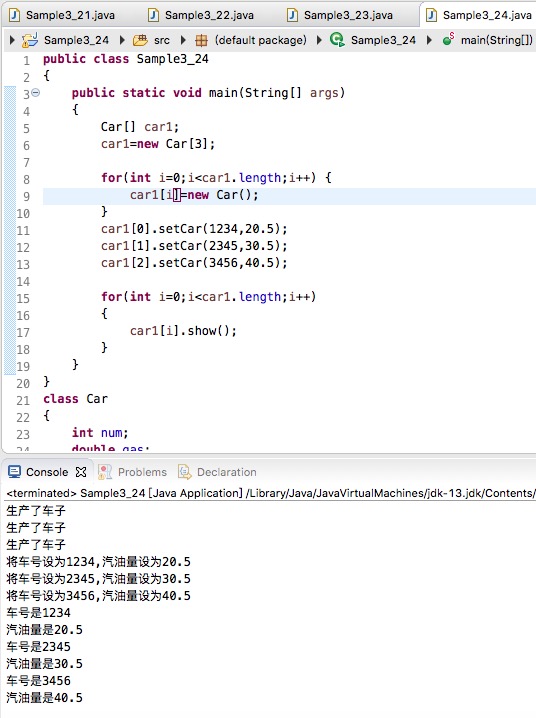 Sample3_21.java Sample3_22.java Sample3_23.java Sample3_24.java
Sample3_24 src (default package) Sample3_24 main(String[])
1 public class Sample3_24
2 {
3 public static void main(String[] args)
4 {
5 Car[] car1;
6 car1=new Car[3];
7
8 for(int i=0;i<car1.length;i++) {
9 car1[i]=new Car();
10 }
11 car1[0].setCar(1234,20.5);
12 car1[1].setCar(2345,30.5);
13 car1[2].setCar(3456,40.5);
14
15 for(int i=0;i<car1.length;i++)
16 {
17 car1[i].show();
18 }
19 }
20 }
21 class Car
22 {
23 int num;
24 double gas;
Console Problems Declaration
<terminated> Sample3_24 [Java Application] /Library/Java/JavaVirtualMachines/jdk-13.jdk/Contents/
生产了车子
生产了车子
生产了车子
将车号设为1234,汽油量设为20.5
将车号设为2345,汽油量设为30.5
将车号设为3456,汽油量设为40.5
车号是1234
汽油量是20.5
车号是2345
汽油量是30.5
车号是3456
汽油量是40.5